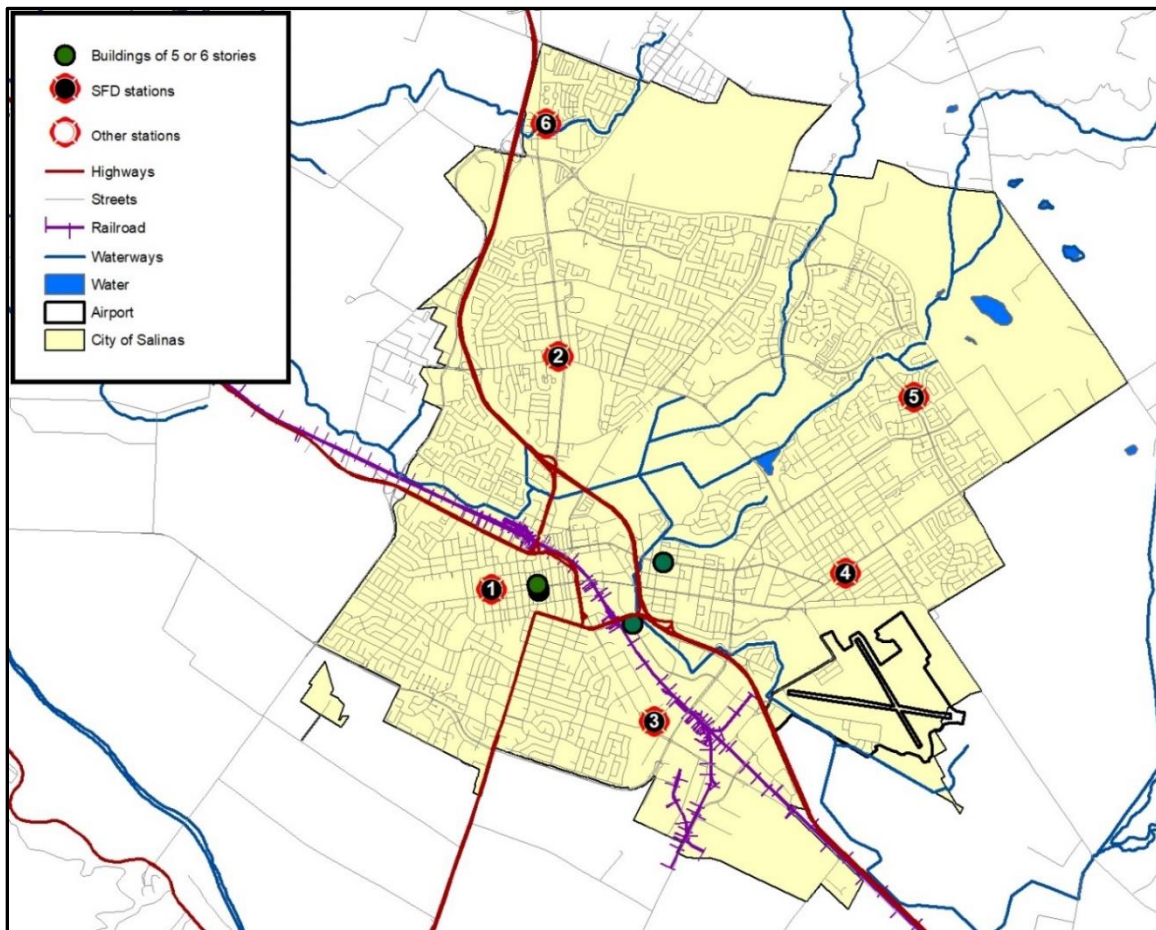 Buildings of 5 or 6 stories
SFD stations
Other stations
Highways
Streets
Railroad
Waterways
Water
Airport
City of Salinas
6
2
5
4
1
3